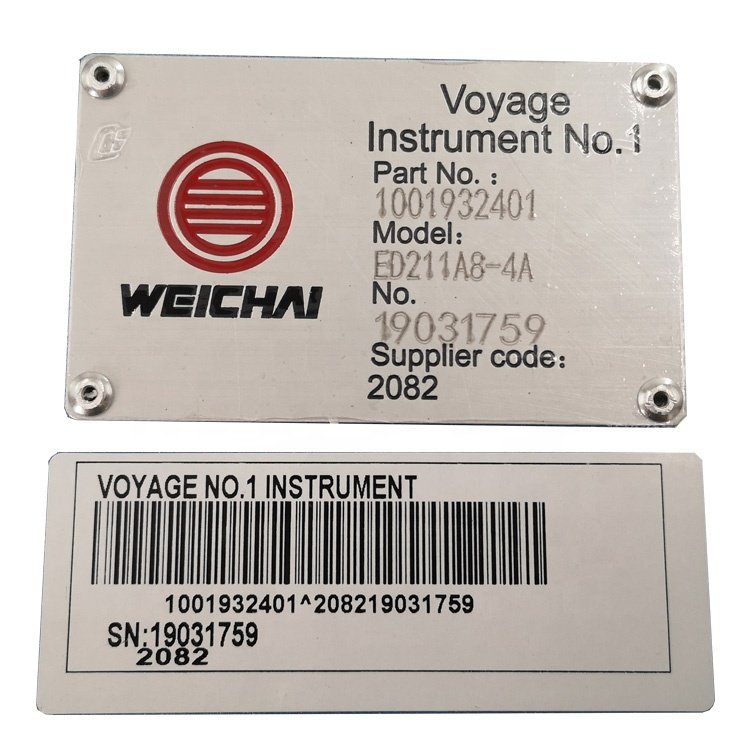 Voyage
Instrument No.1
Part No.：
1001932401
Model：
ED211A8-4A
No.
19031759
Supplier code：
2082
WEICHAI
VOYAGE NO.1 INSTRUMENT
1001932401^208219031759
SN:19031759
2082